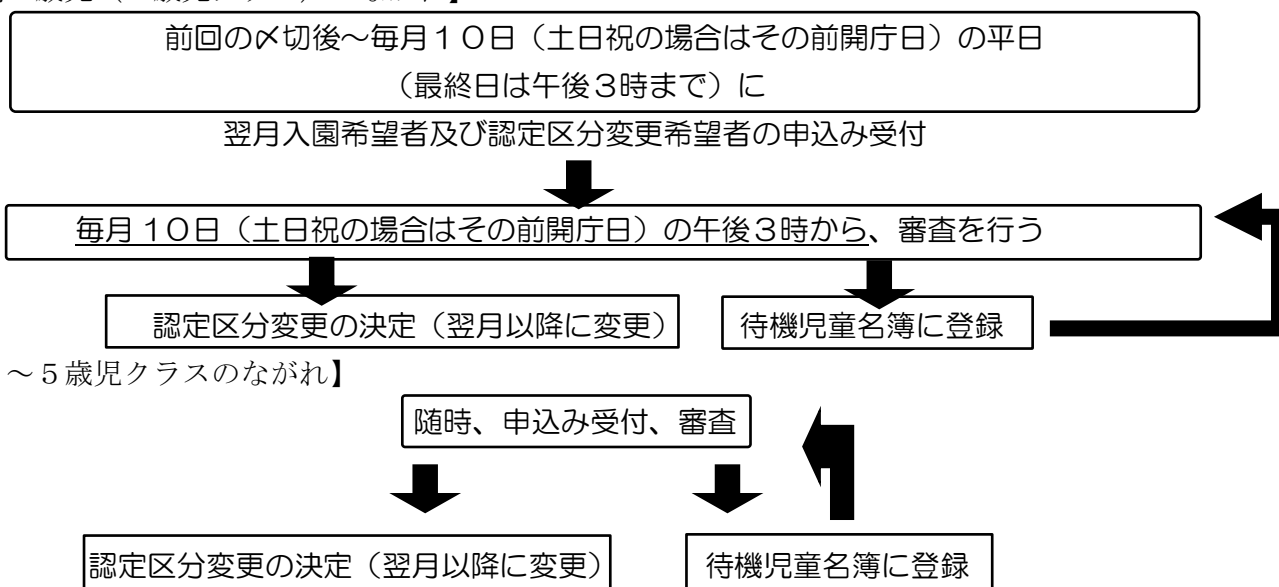 前回の〆切後～毎月１０日（土日祝の場合はその前開庁日）の平日
（最終日は午後３時まで）に
翌月入園希望者及び認定区分変更希望者の申込み受付
毎月１０日（土日祝の場合はその前開庁日）の午後３時から、審査を行う
認定区分変更の決定（翌月以降に変更） 待機児童名簿に登録
～５歳児クラスのながれ】
随時、申込み受付、審査
認定区分変更の決定（翌月以降に変更） 待機児童名簿に登録